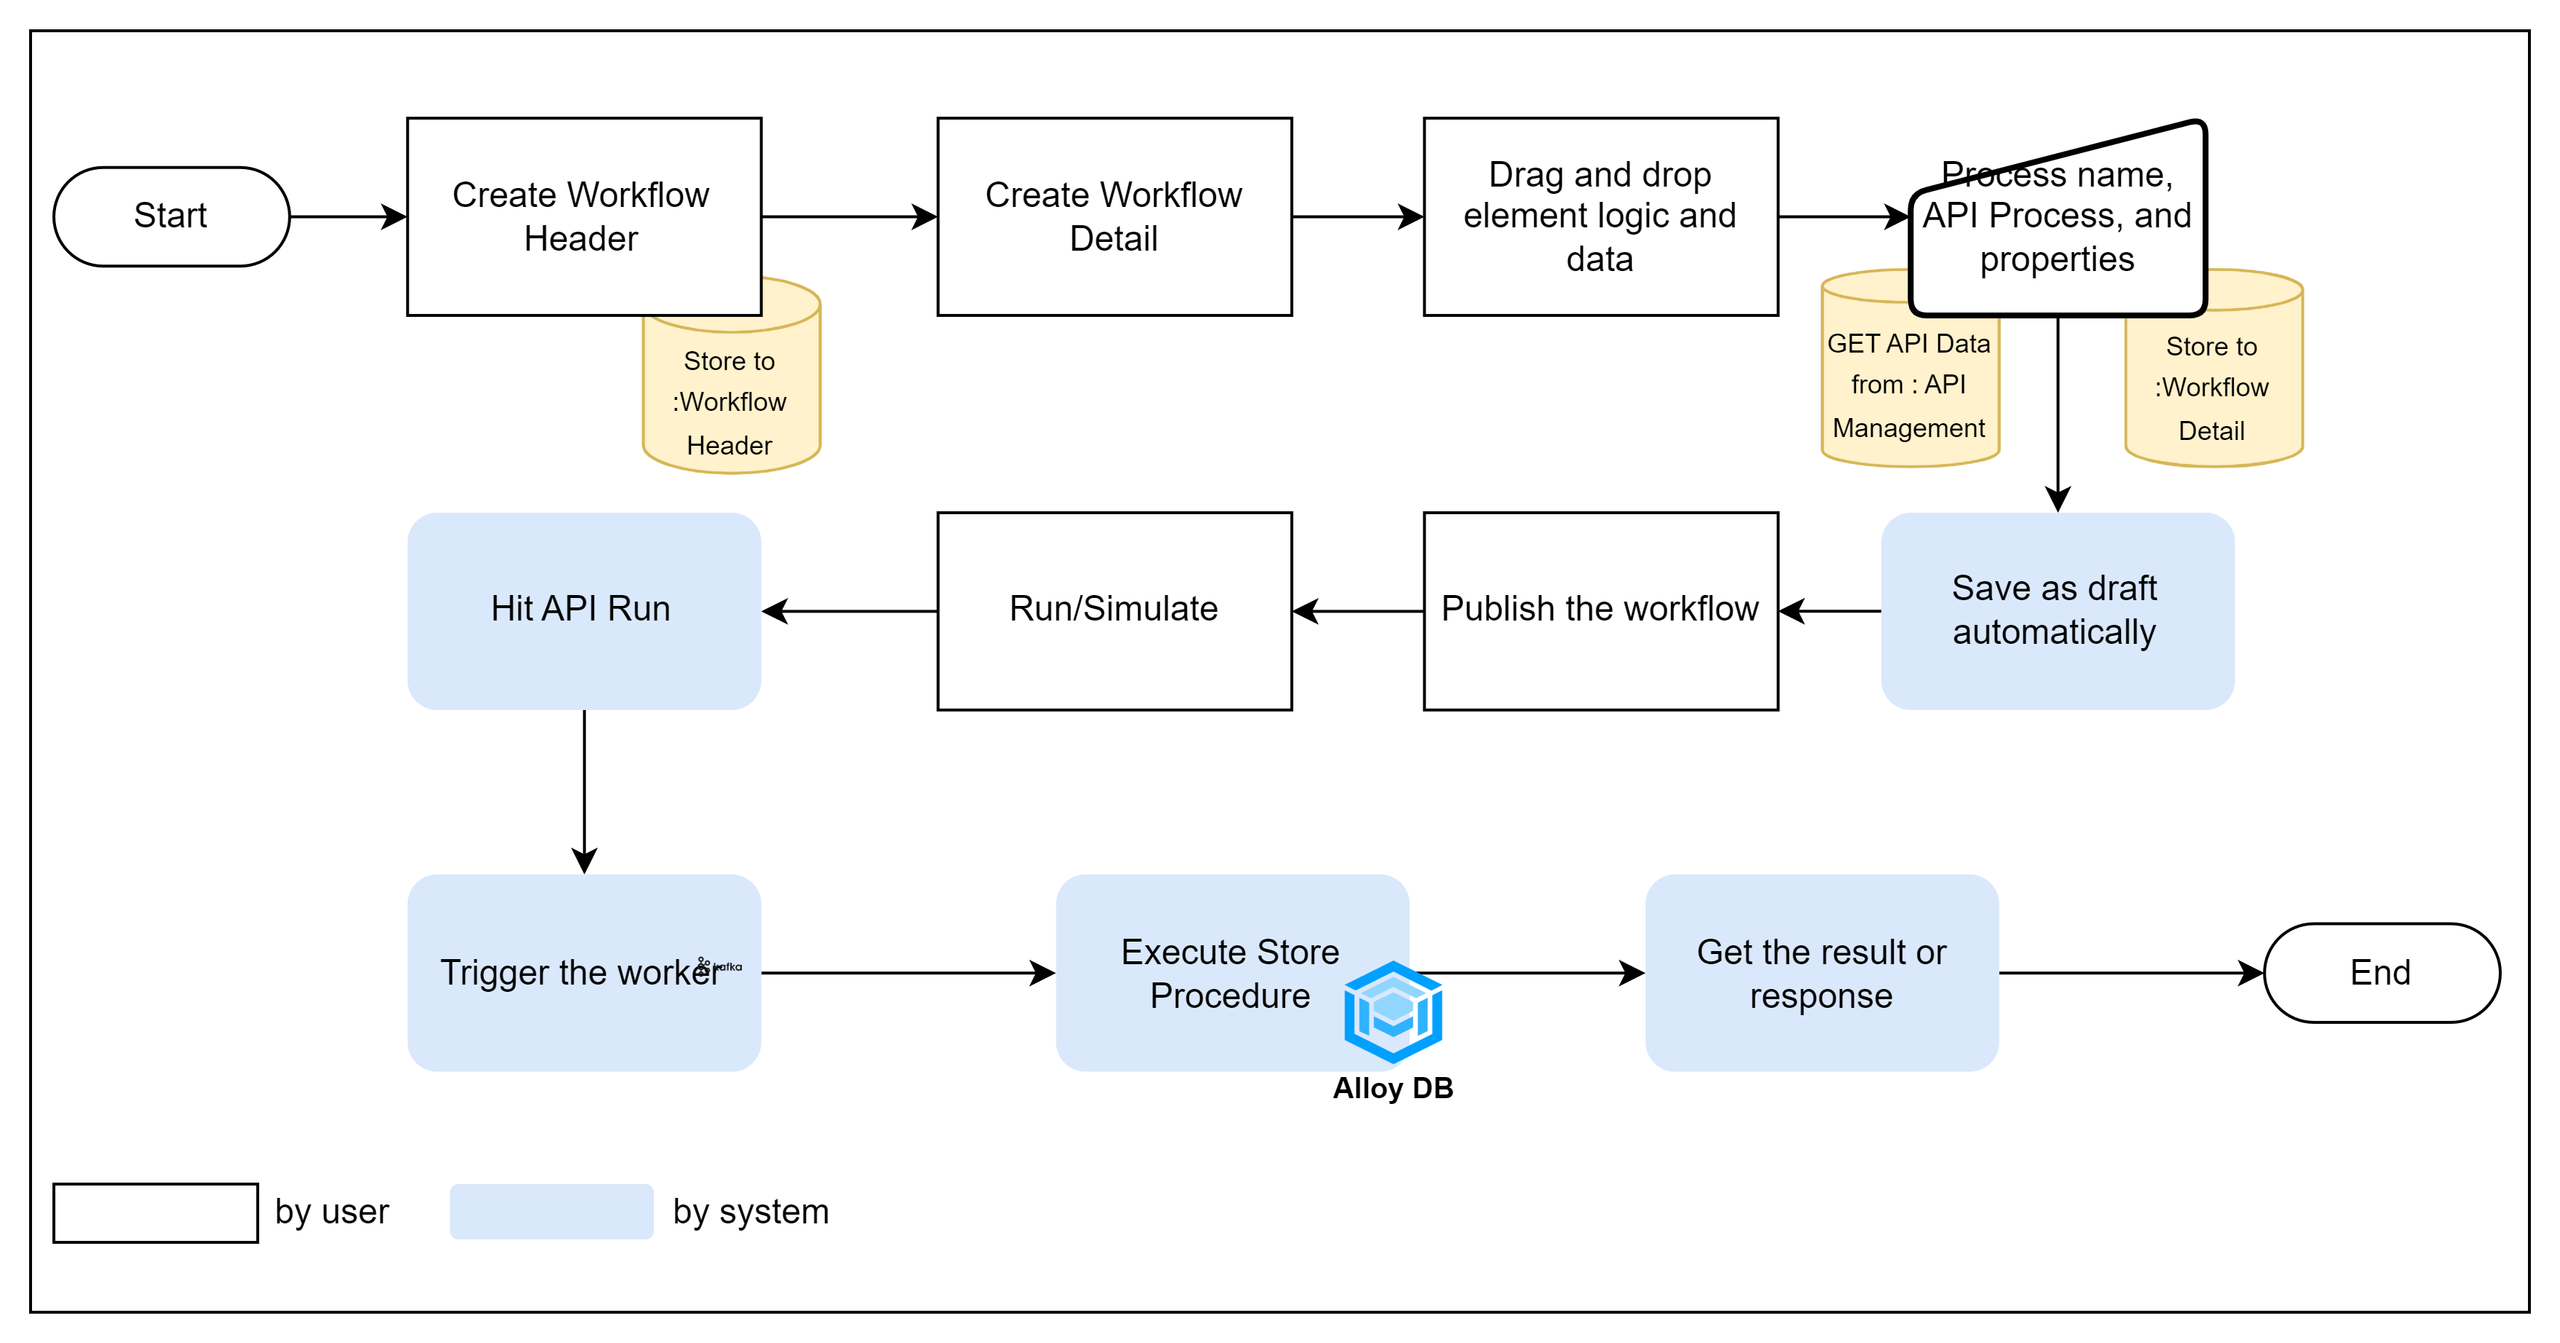 Start
Create Workflow
Header
Create Workflow
Detail
Drag and drop
element logic and
data
Process name,
API Process, and
properties
Store to
:Workflow
Header
GET API Data
from : API
Management
Store to
:Workflow
Detail
Hit API Run
Run/Simulate
Publish the workflow
Save as draft
automatically
Trigger the worker
kafka
Execute Store
Procedure
Alloy DB
Get the result or
response
End
by user
by system